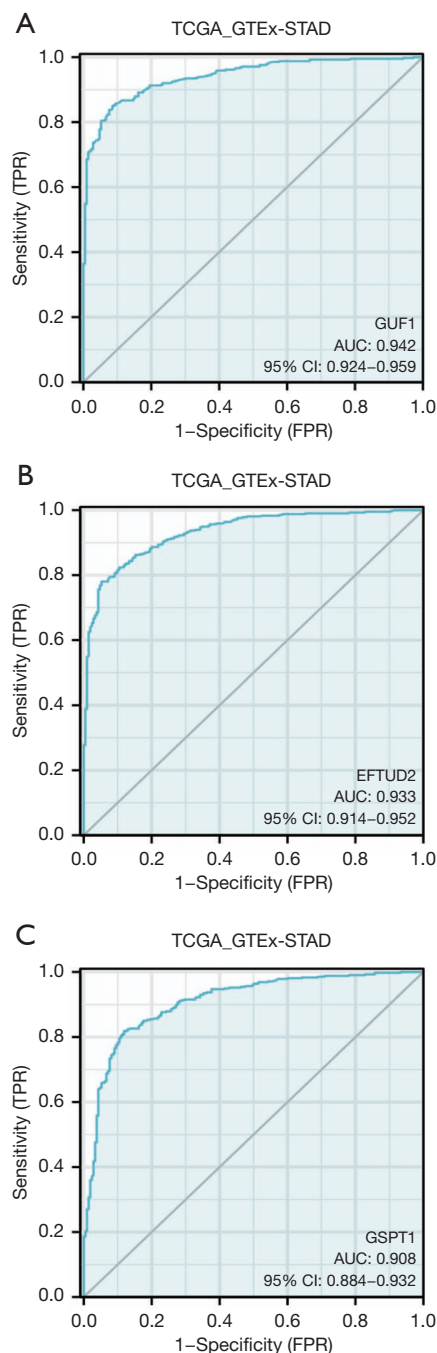 A
TCGA_GTEx-STAD
Sensitivity (TPR)
1.0
0.8
0.6
0.4
0.2
0.0
GUF1
AUC: 0.942
95% CI: 0.924–0.959
0.0 0.2 0.4 0.6 0.8 1.0
1−Specificity (FPR)
B
TCGA_GTEx-STAD
Sensitivity (TPR)
1.0
0.8
0.6
0.4
0.2
0.0
EFTUD2
AUC: 0.933
95% CI: 0.914–0.952
0.0 0.2 0.4 0.6 0.8 1.0
1−Specificity (FPR)
C
TCGA_GTEx-STAD
Sensitivity (TPR)
1.0
0.8
0.6
0.4
0.2
0.0
GSPT1
AUC: 0.908
95% CI: 0.884–0.932
0.0 0.2 0.4 0.6 0.8 1.0
1−Specificity (FPR)